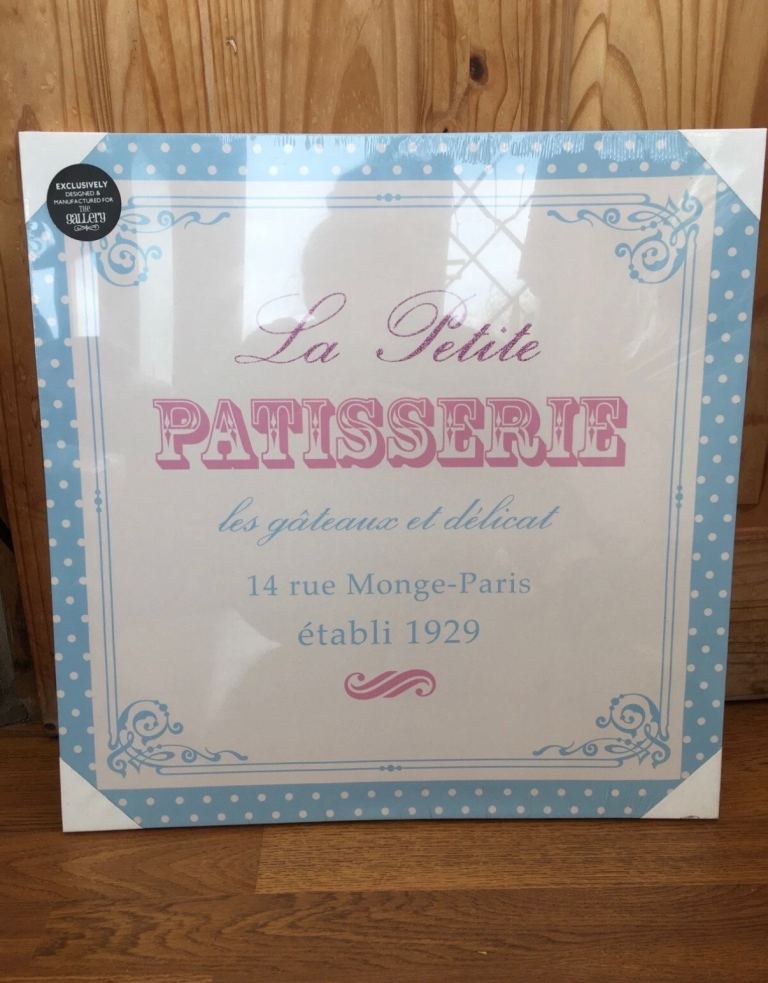 EXCLUSIVELY
DESIGNED &
MANUFACTURED FOR
THE
GALLERY
La Petite
PATISSERIE
les gâteaux et délicat
14 rue Monge-Paris
établi 1929